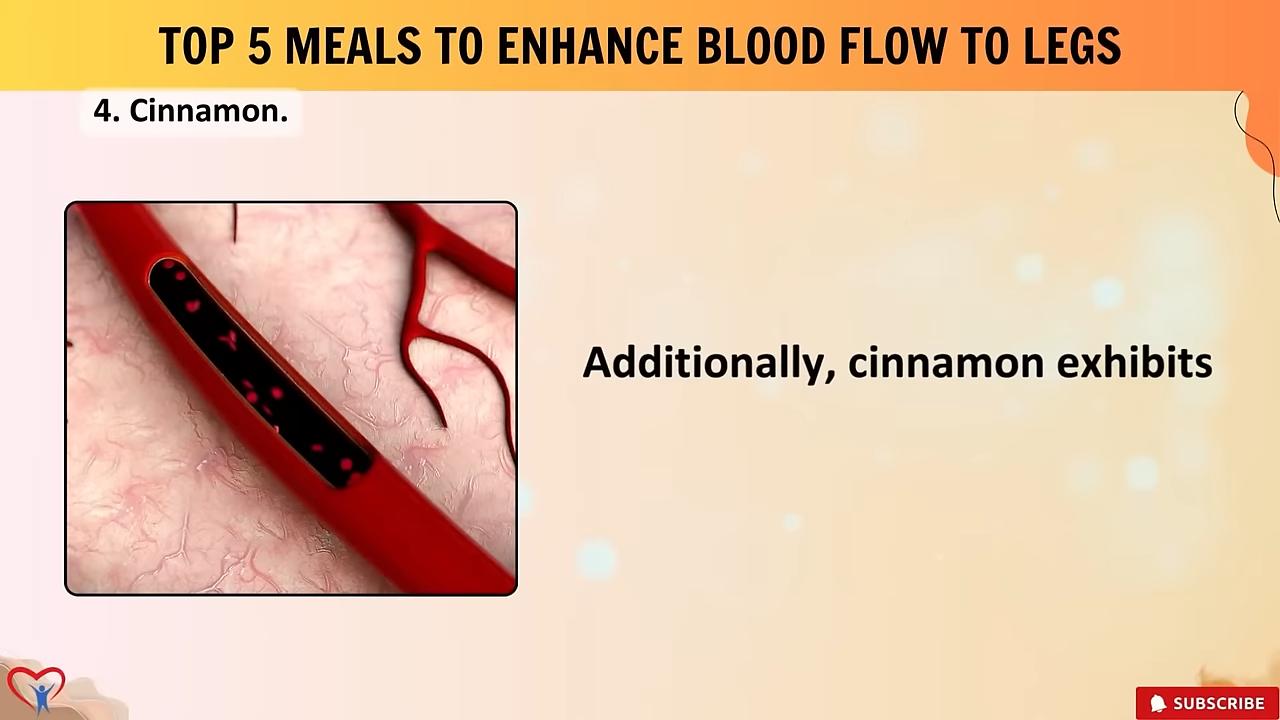 TOP 5 MEALS TO ENHANCE BLOOD FLOW TO LEGS
4. Cinnamon.
Additionally, cinnamon exhibits
SUBSCRIBE